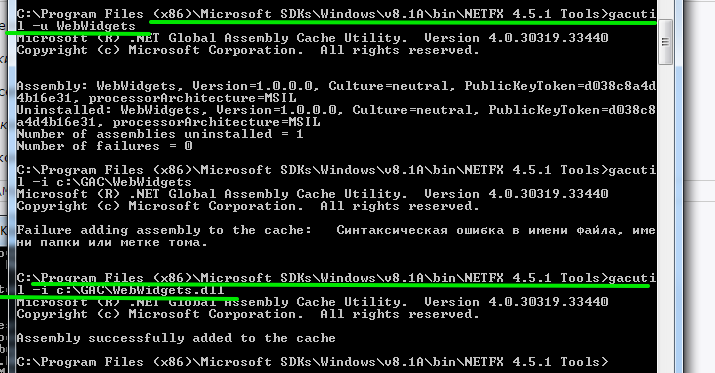 C:\Program Files (x86)\Microsoft SDKs\Windows\v8.1A\bin\NETFX 4.5.1 Tools>gacuti
l -u WebWidgets
Microsoft (R) .NET Global Assembly Cache Utility.  Version 4.0.30319.33440
Copyright (c) Microsoft Corporation.  All rights reserved.
Assembly: WebWidgets, Version=1.0.0.0, Culture=neutral, PublicKeyToken=d038c8a4d
4b16e31, processorArchitecture=MSIL
Uninstalled: WebWidgets, Version=1.0.0.0, Culture=neutral, PublicKeyToken=d038c8
a4d4b16e31, processorArchitecture=MSIL
Number of assemblies uninstalled = 1
Number of failures = 0
C:\Program Files (x86)\Microsoft SDKs\Windows\v8.1A\bin\NETFX 4.5.1 Tools>gacuti
l -i c:\GAC\WebWidgets
Microsoft (R) .NET Global Assembly Cache Utility.  Version 4.0.30319.33440
Copyright (c) Microsoft Corporation.  All rights reserved.
Failure adding assembly to the cache:   Синтаксическая ошибка в имени файла, име
ни папки или метке тома.
C:\Program Files (x86)\Microsoft SDKs\Windows\v8.1A\bin\NETFX 4.5.1 Tools>gacuti
l -i c:\GAC\WebWidgets.dll
Microsoft (R) .NET Global Assembly Cache Utility.  Version 4.0.30319.33440
Copyright (c) Microsoft Corporation.  All rights reserved.
Assembly successfully added to the cache
C:\Program Files (x86)\Microsoft SDKs\Windows\v8.1A\bin\NETFX 4.5.1 Tools>